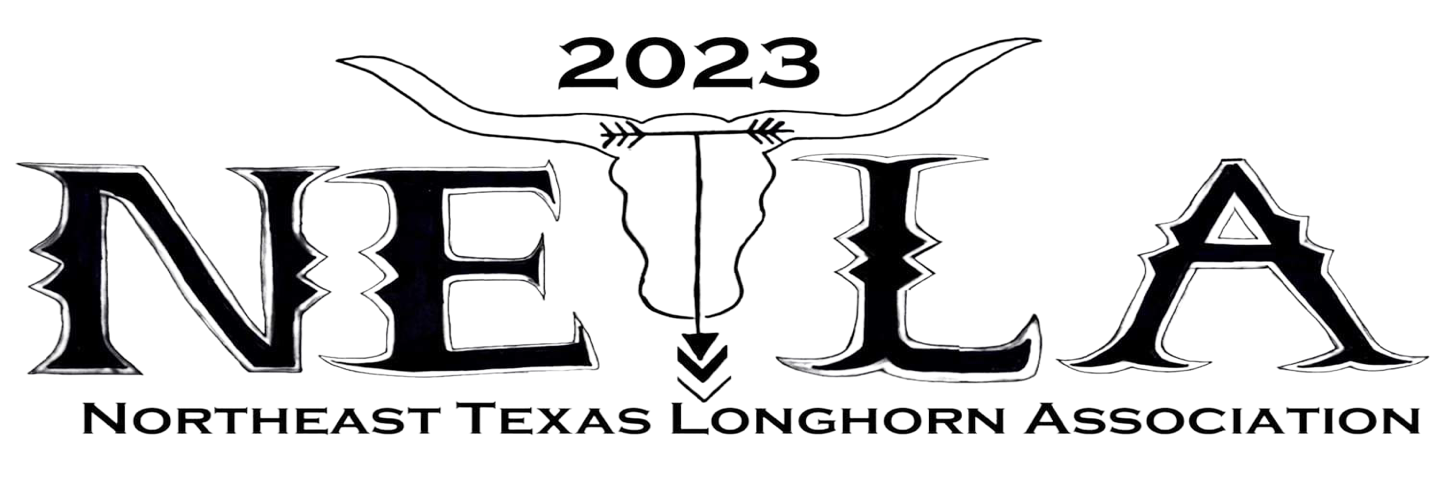 2023
NETLA
Northeast Texas Longhorn Association